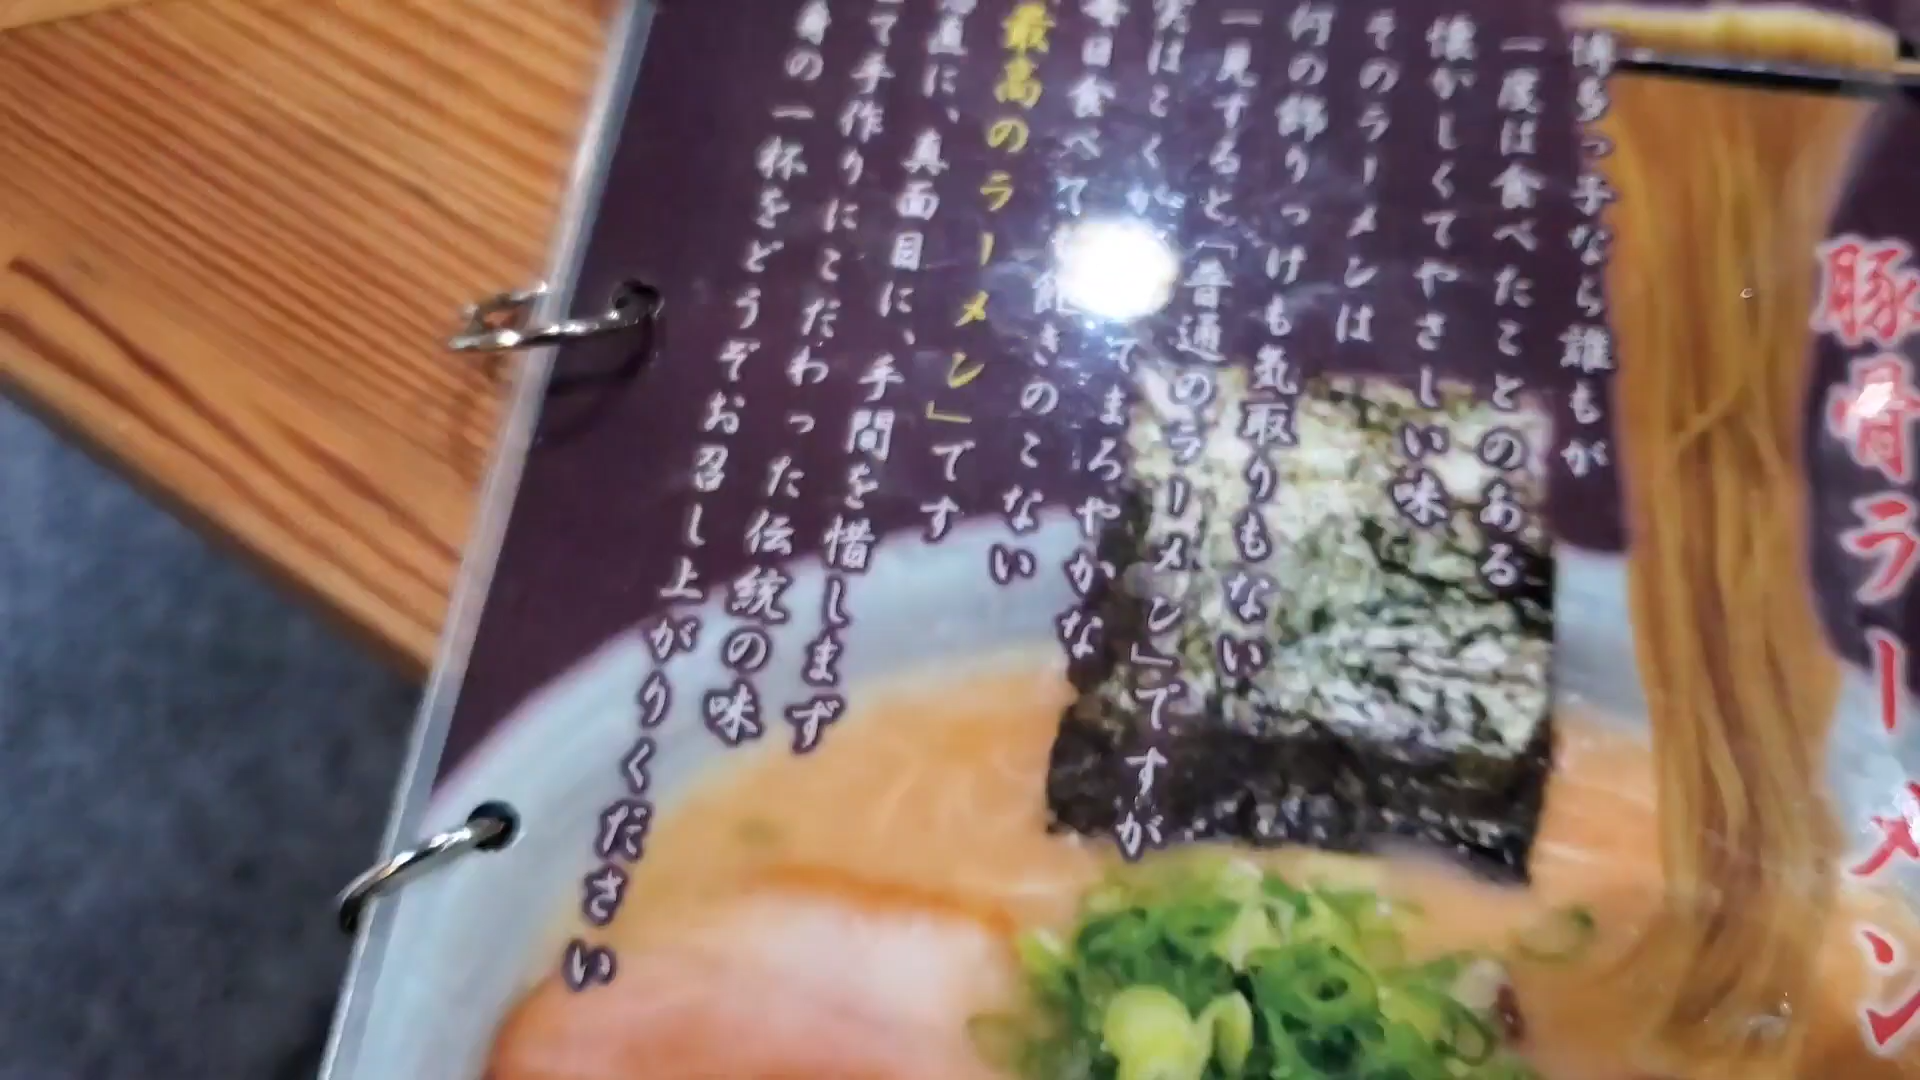 豚骨ラーメン
博多っ子なら誰もが
一度は食べたことのある
懐かしくてやさしい味
そのラーメンは
何の飾りっけも気取りもない
一見すると「普通のラーメン」ですが
実はこくが てまろやかな
毎日食べて 飽きのこない
最高のラーメン」です
直に、真面目に、手間を惜しまず
て手作りにこだわった伝統の味
の一杯をどうぞお召し上がりください